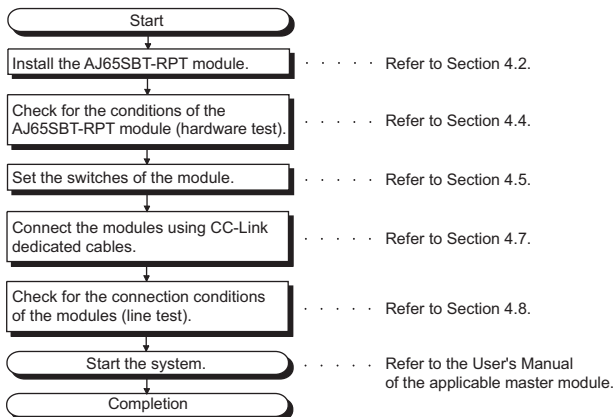 Start
Install the AJ65SBT-RPT module.
· · · · · Refer to Section 4.2.
Check for the conditions of the
AJ65SBT-RPT module (hardware test).
· · · · · Refer to Section 4.4.
Set the switches of the module.
· · · · · Refer to Section 4.5.
Connect the modules using CC-Link
dedicated cables.
· · · · · Refer to Section 4.7.
Check for the connection conditions
of the modules (line test).
· · · · · Refer to Section 4.8.
Start the system.
· · · · · Refer to the User's Manual
of the applicable master module.
Completion